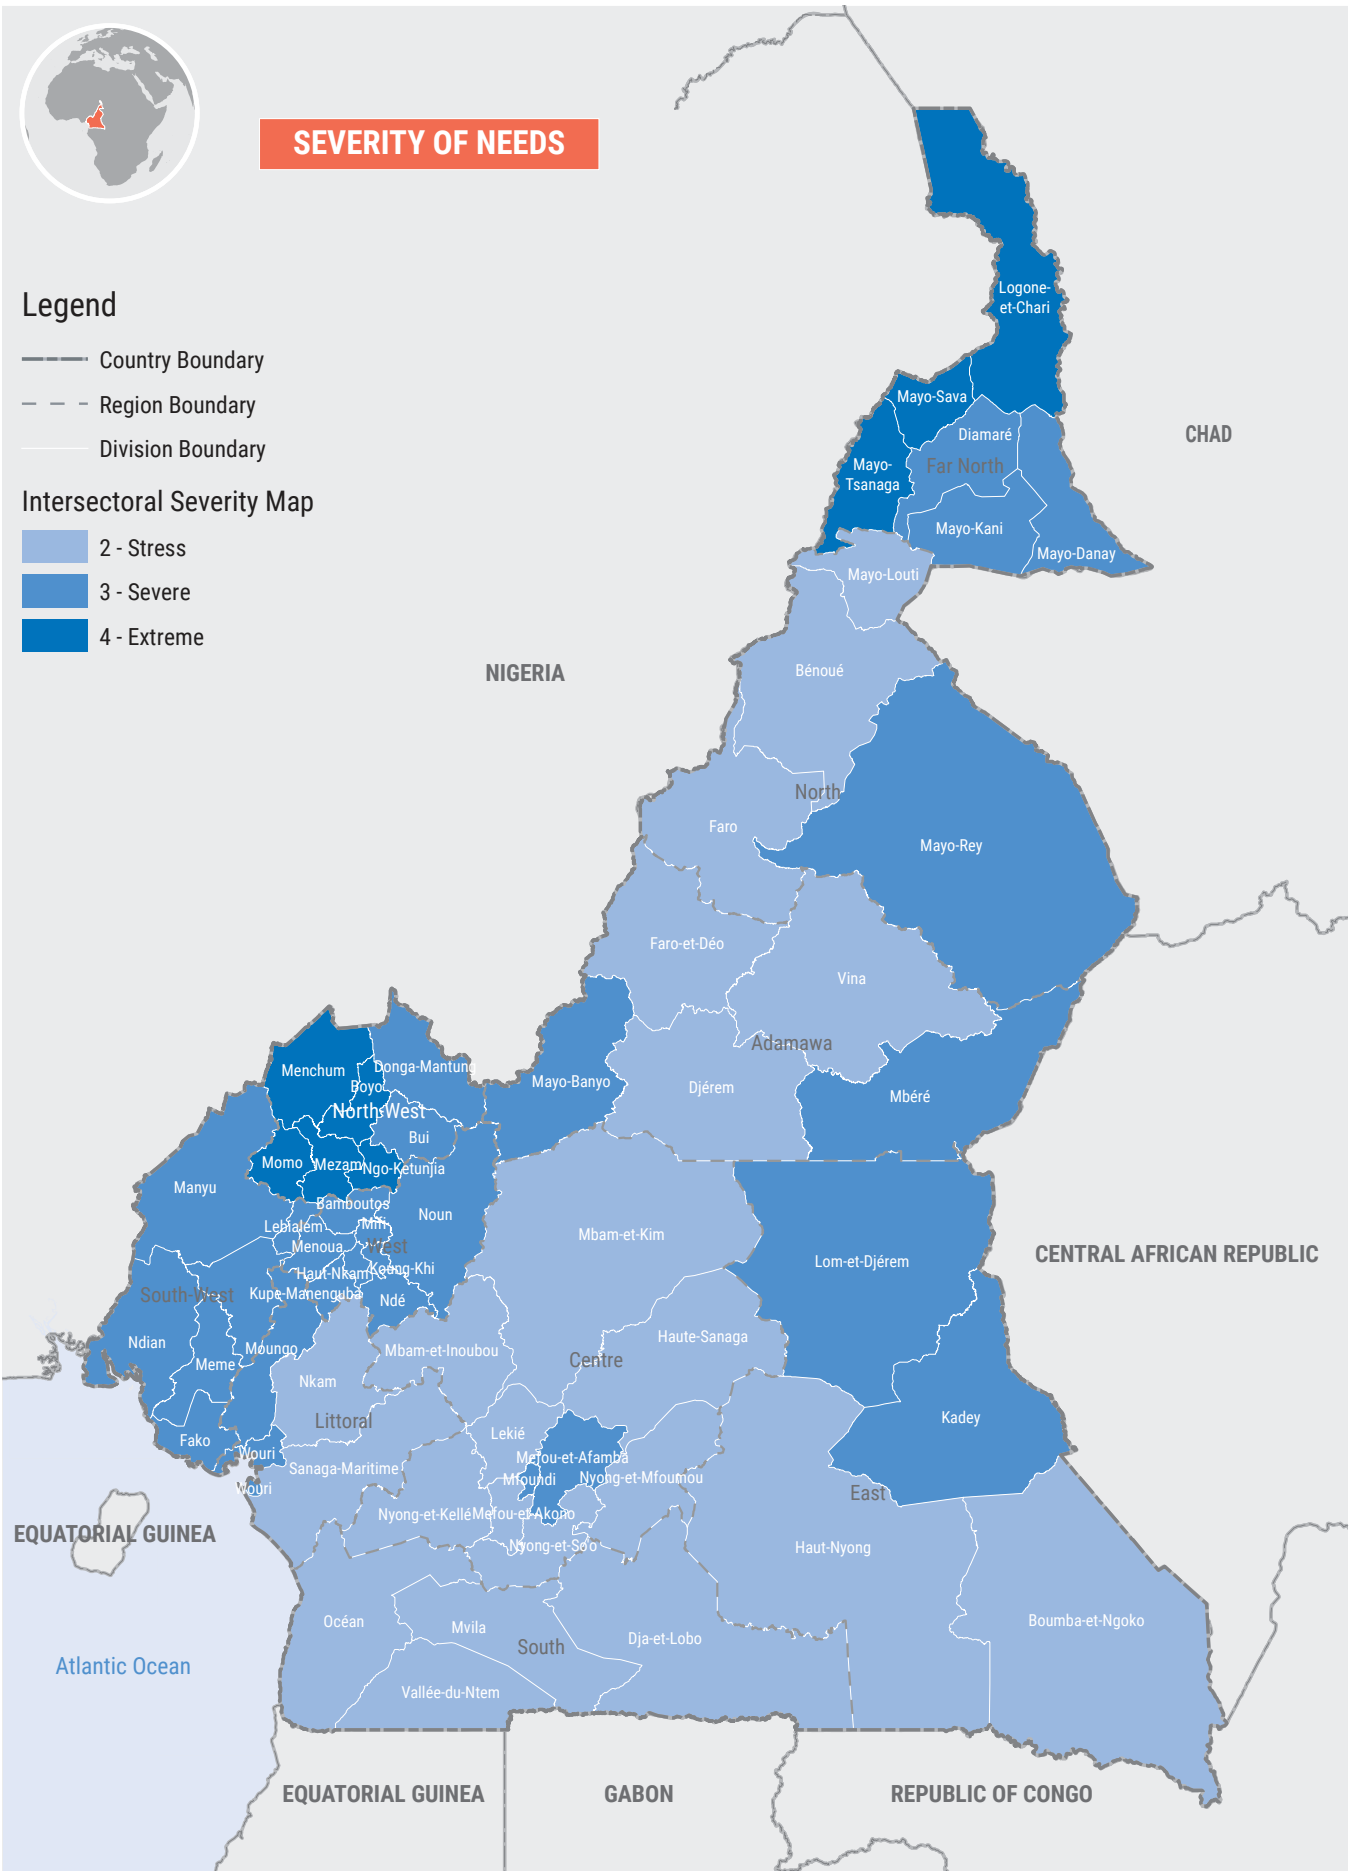 SEVERITY OF NEEDS
Legend
Country Boundary
Region Boundary
Division Boundary
Intersectoral Severity Map
2 - Stress
3 - Severe
4 - Extreme
Logone-
et-Chari
Mayo-Sava
Diamaré
CHAD
Far North
Mayo-
Tsanaga
Mayo-Kani
Mayo-Danay
Mayo-Louti
NIGERIA
Bénoué
North
Faro
Mayo-Rey
Faro-et-Déo
Vina
Adamawa
Menchum
Donga-Mantung
Boyo
Mayo-Banyo
Djérem
Mbéré
North-West
Bui
Momo
Mezam
Ngo-Ketunjia
Manyu
Bamboutos
Noun
Lebialem
Mifi
Menoua
West
Mbam-et-Kim
CENTRAL AFRICAN REPUBLIC
Lom-et-Djérem
Haut-Nkam
Koung-Khi
South-West
Kupe-Manenguba
Ndé
Ndian
Moungo
Mbam-et-Inoubou
Haute-Sanaga
Meme
Centre
Nkam
Littoral
Kadey
Fako
Lekié
Wouri
Mefou-et-Afamba
Sanaga-Maritime
Mfoundi
Nyong-et-Mfoumou
Wouri
East
Nyong-et-Kellé
Mefou-et-Akono
EQUATORIAL GUINEA
Nyong-et-So'o
Haut-Nyong
Océan
Mvila
Boumba-et-Ngoko
South
Dja-et-Lobo
Atlantic Ocean
Vallée-du-Ntem
EQUATORIAL GUINEA
GABON
REPUBLIC OF CONGO